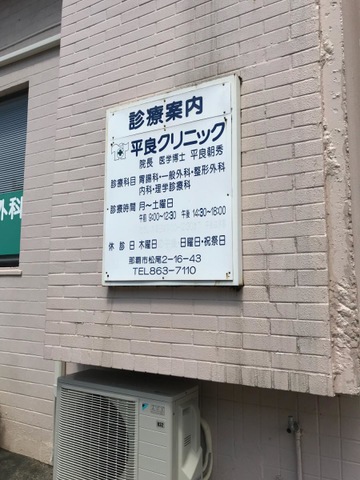 診療案内
平良クリニック
院長 医学博士 平良朝秀
診療科目 胃腸科・一般外科・整形外科
内科・理学診療科
・診療時間 月~土曜日
午前 9:00~12:30 午後 14:30~18:00
休診日 木曜日 日曜日・祝祭日
那覇市松尾2-16-43
TEL 863-7110
外科
DAIKIN